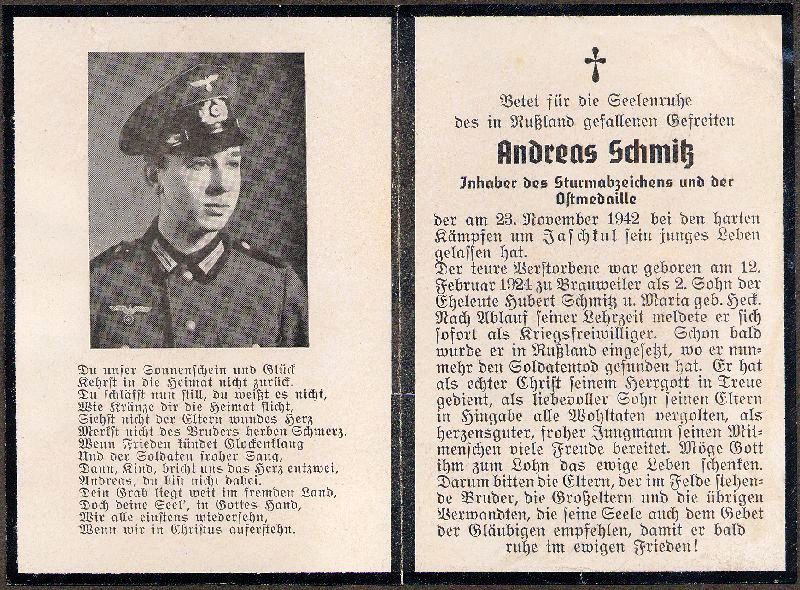 Du unser Sonnenschein und Glück
Kehrst in die Heimat nicht zurück.
Du schläfst nun still, du weißt es nicht,
Wie Kränze dir die Heimat flicht,
Siehst nicht der Eltern wundes Herz
Merkst nicht des Bruders herben Schmerz.
Wenn Frieden kündet Glockenklang
Und der Soldaten froher Sang,
Dann, Kind, bricht uns das Herz entzwei,
Andreas, du bist nicht dabei.
Dein Grab liegt weit im fremden Land,
Doch deine Seel', in Gottes Hand,
Wir alle einstens wiedersehn,
Wenn wir in Christus auferstehn.
Betet für die Seelenruhe
des in Rußland gefallenen Gefreiten
Andreas Schmitz
Inhaber des Sturmabzeichens und der
Ostmedaille
der am 23. November 1942 bei den harten
Kämpfen um Jaschkul sein junges Leben
gelassen hat.
Der teure Verstorbene war geboren am 12.
Februar 1924 zu Brauweiler als 2. Sohn der
Eheleute Hubert Schmitz u. Maria geb. Heck.
Nach Ablauf seiner Lehrzeit meldete er sich
sofort als Kriegsfreiwilliger. Schon bald
wurde er in Rußland eingesetzt, wo er nun-
mehr den Soldatentod gefunden hat. Er hat
als echter Christ seinem Herrgott in Treue
gedient, als liebevoller Sohn seinen Eltern
in Hingabe alle Wohltaten vergolten, als
herzensguter, froher Jungmann seinen Mit-
menschen viele Freude bereitet. Möge Gott
ihm zum Lohn das ewige Leben schenken.
Darum bitten die Eltern, der im Felde stehen-
de Bruder, die Großeltern und die übrigen
Verwandten, die seine Seele auch dem Gebet
der Gläubigen empfehlen, damit er bald
ruhe im ewigen Frieden!